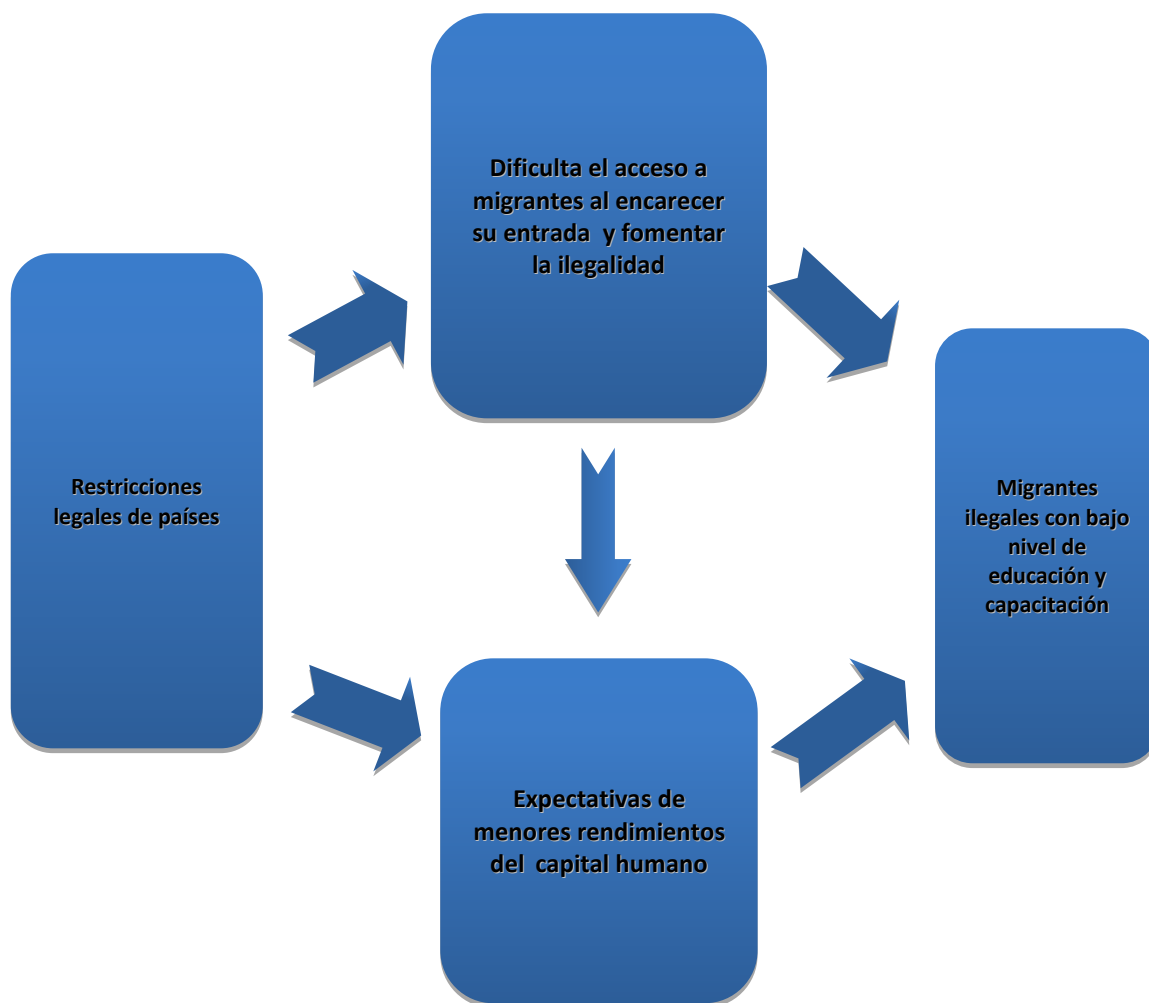 Dificulta el acceso a
migrantes al encarecer
su entrada  y fomentar
la ilegalidad
Restricciones
legales de países
Migrantes
ilegales con bajo
nivel de
educación y
capacitación
Expectativas de
menores rendimientos
del  capital humano